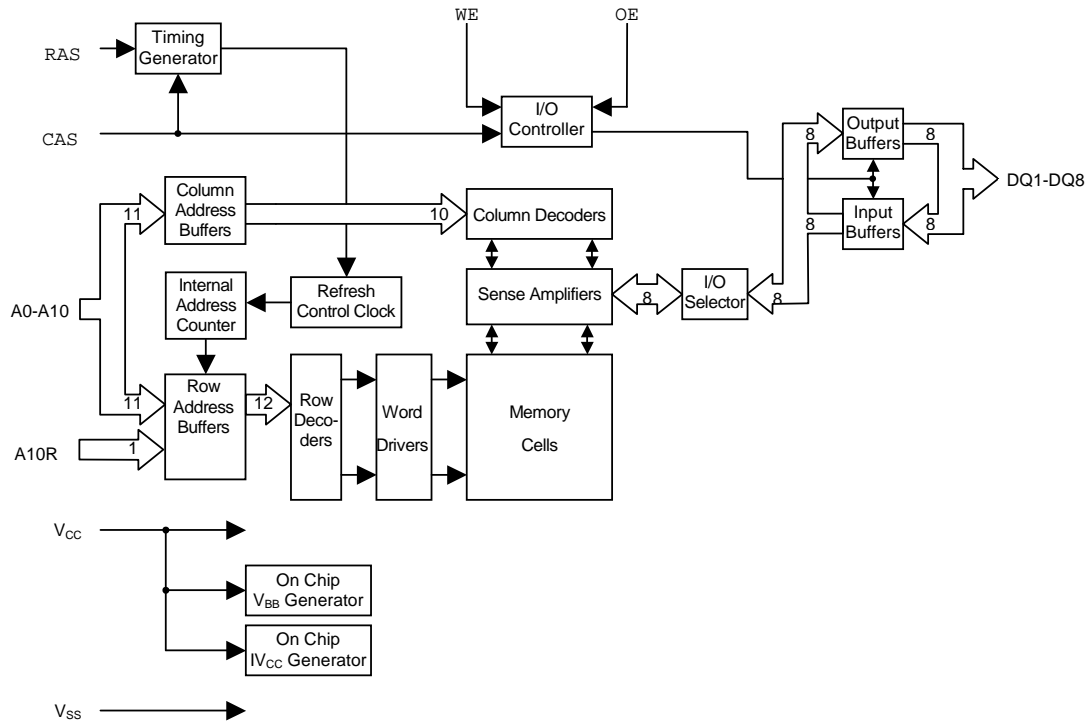 WE
OE
RAS
Timing
Generator
CAS
I/O
Controller
Output
Buffers
8
8
8
DQ1-DQ8
Input
Buffers
8
8
Column
Address
Buffers
11
10
Column Decoders
A0-A10
Internal
Address
Counter
Refresh
Control Clock
Sense Amplifiers
8
I/O
Selector
8
11
Row
Address
Buffers
12
Row
Deco-
ders
Word
Drivers
Memory
Cells
A10R
1
VCC
On Chip
VBB Generator
On Chip
IVCC Generator
VSS